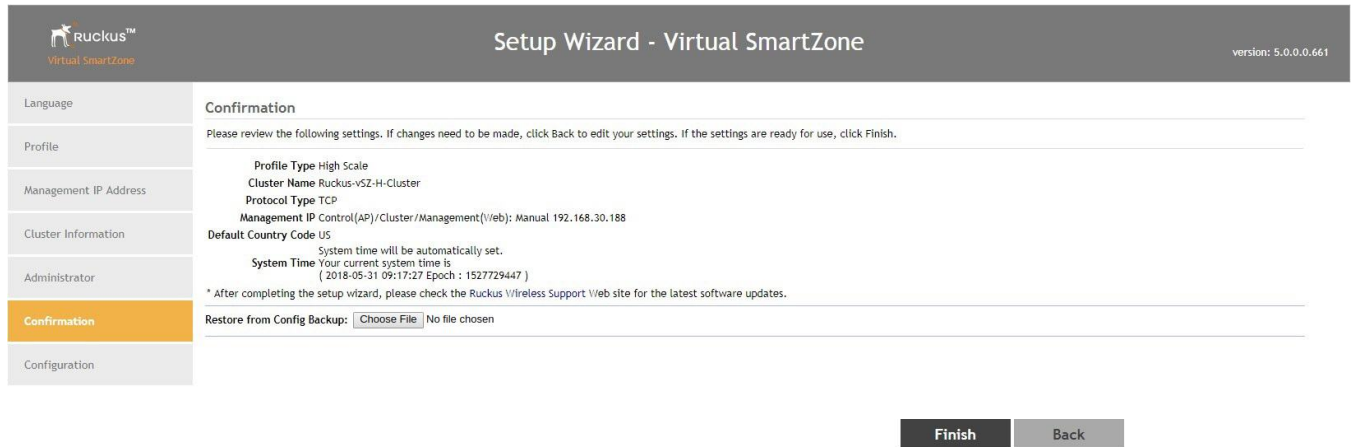 Ruckus™
Virtual SmartZone
Setup Wizard - Virtual SmartZone
version: 5.0.0.0.661
Language
Profile
Management IP Address
Cluster Information
Administrator
Confirmation
Configuration
Confirmation
Please review the following settings. If changes need to be made, click Back to edit your settings. If the settings are ready for use, click Finish.
Profile Type High Scale
Cluster Name Ruckus-vSZ-H-Cluster
Protocol Type TCP
Management IP Control(AP)/Cluster/Management(Web): Manual 192.168.30.188
Default Country Code US
System time will be automatically set.
System Time Your current system time is
( 2018-05-31 09:17:27 Epoch : 1527729447 )
* After completing the setup wizard, please check the Ruckus Wireless Support Web site for the latest software updates.
Restore from Config Backup: Choose File No file chosen
Finish Back